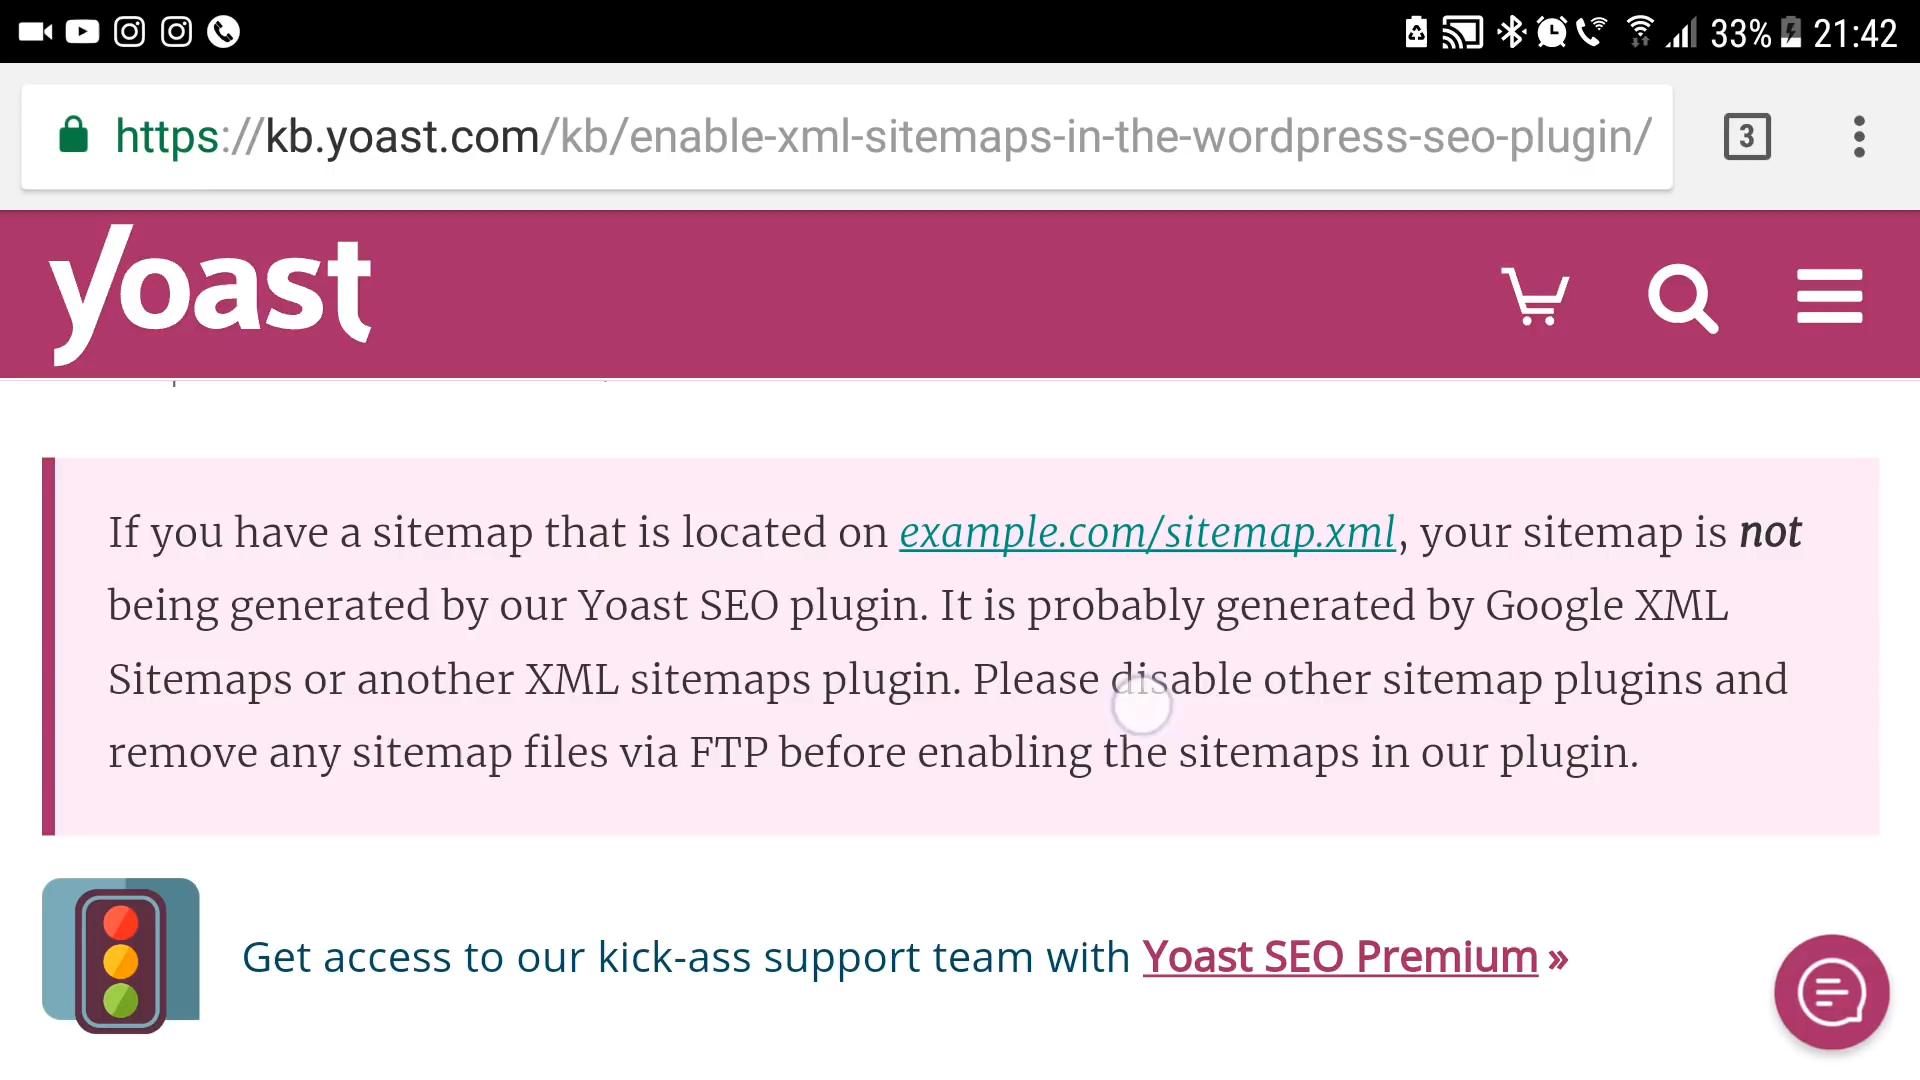 33% 21:42
https://kb.yoast.com/kb/enable-xml-sitemaps-in-the-wordpress-seo-plugin/ 3
yoast
If you have a sitemap that is located on example.com/sitemap.xml, your sitemap is not
being generated by our Yoast SEO plugin. It is probably generated by Google XML
Sitemaps or another XML sitemaps plugin. Please disable other sitemap plugins and
remove any sitemap files via FTP before enabling the sitemaps in our plugin.
Get access to our kick-ass support team with Yoast SEO Premium »